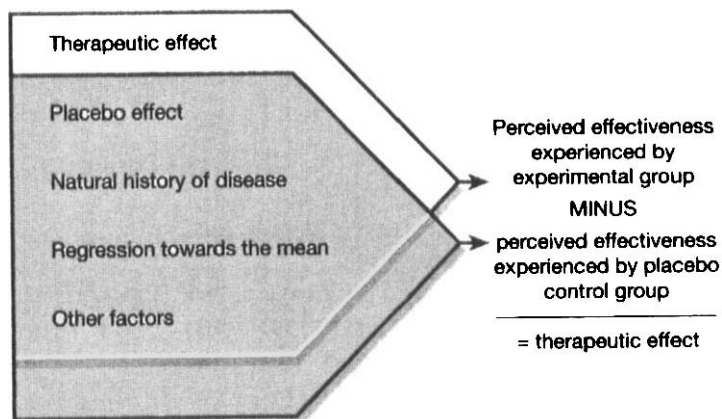 Therapeutic effect
Placebo effect
Natural history of disease
Regression towards the mean
Other factors
Perceived effectiveness
experienced by
experimental group
MINUS
perceived effectiveness
experienced by placebo
control group
= therapeutic effect